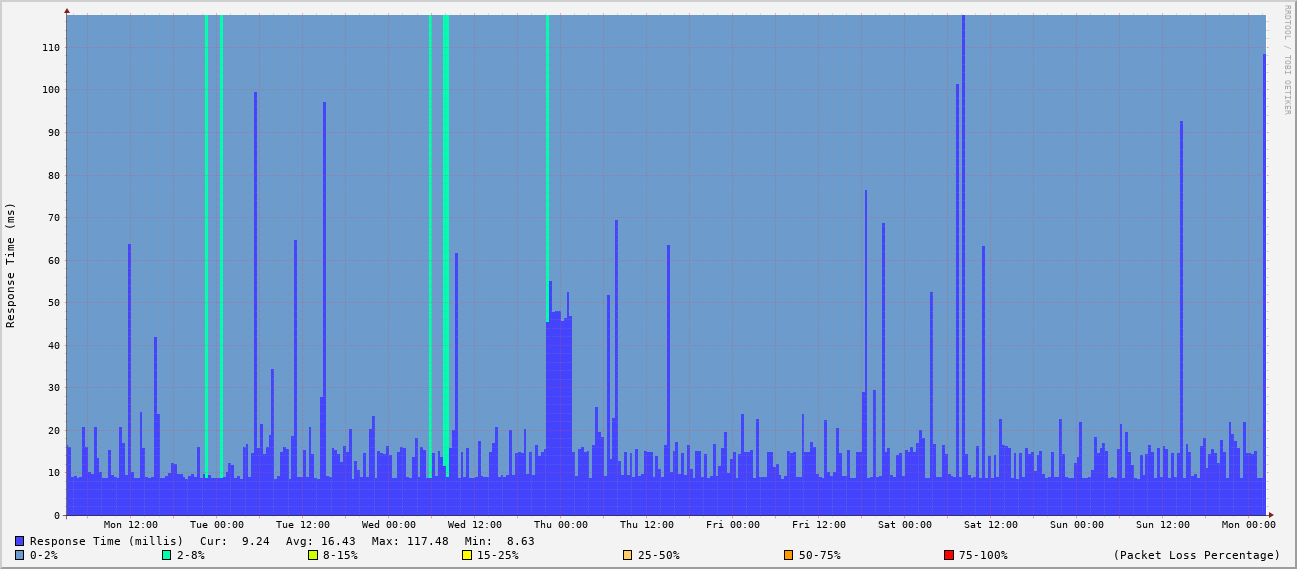 RRDTOOL / TOBI OETIKER
Response Time (ms)
110
100
90
80
70
60
50
40
30
20
10
0
Mon 12:00 Tue 00:00 Tue 12:00 Wed 00:00 Wed 12:00 Thu 00:00 Thu 12:00 Fri 00:00 Fri 12:00 Sat 00:00 Sat 12:00 Sun 00:00 Sun 12:00 Mon 00:00
Response Time (millis) Cur: 9.24 Avg: 16.43 Max: 117.48 Min: 8.63
0-2% 2-8% 8-15% 15-25% 25-50% 50-75% 75-100% (Packet Loss Percentage)